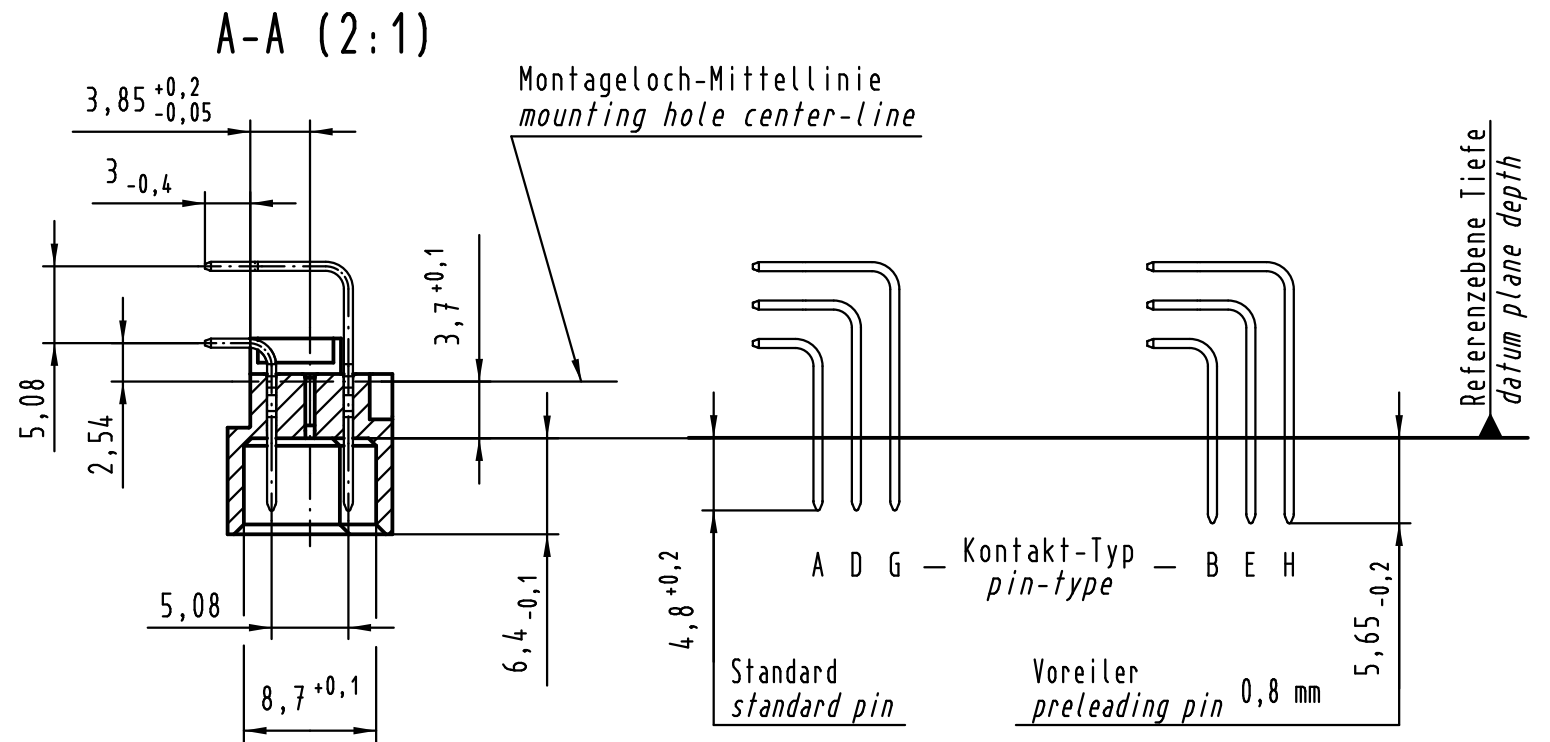 A-A (2:1)
3,85 +0,2 -0,05
3 -0,4
5,08
2,54
3,7 +0,1
Montageloch-Mittellinie
mounting hole center-line
5,08
8,7 +0,1
6,4 -0,1
4,8 +0,2
Standard
standard pin
A D G — Kontakt-Typ — B E H
pin-type
Voreiler
preleading pin 0,8 mm
5,65 -0,2
Referenzebene Tiefe
datum plane depth